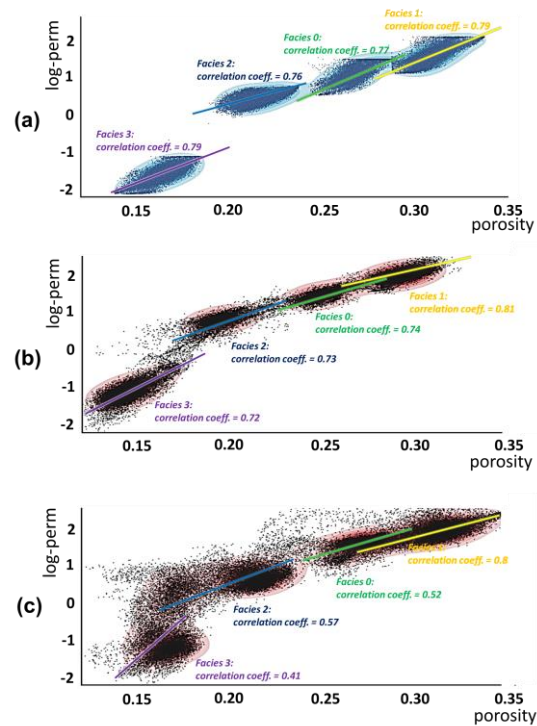 (a)
log-perm
2
1
0
-1
-2
Facies 1:
correlation coeff. = 0.79
Facies 0:
correlation coeff. = 0.77
Facies 2:
correlation coeff. = 0.76
Facies 3:
correlation coeff. = 0.79
0.15 0.20 0.25 0.30 0.35
porosity
(b)
log-perm
2
1
0
-1
-2
Facies 1:
correlation coeff. = 0.81
Facies 0:
correlation coeff. = 0.74
Facies 2:
correlation coeff. = 0.73
Facies 3:
correlation coeff. = 0.72
0.15 0.20 0.25 0.30 0.35
porosity
(c)
log-perm
2
1
0
-1
-2
correlation coeff. = 0.8
Facies 0:
correlation coeff. = 0.52
Facies 2:
correlation coeff. = 0.57
Facies 3:
correlation coeff. = 0.41
0.15 0.20 0.25 0.30 0.35
porosity